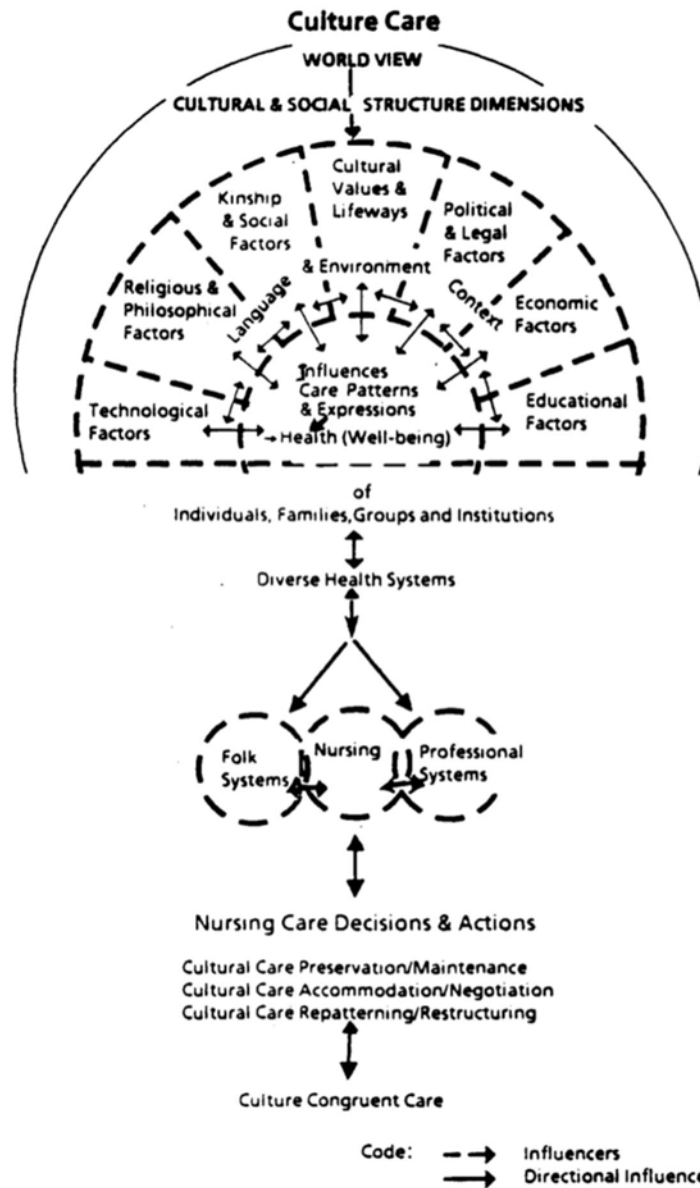 Culture Care
WORLD VIEW
CULTURAL & SOCIAL STRUCTURE DIMENSIONS
Cultural
Values &
Lifeways
Kinship
& Social
Factors
Political
& Legal
Factors
Religious &
Philosophical
Factors
Economic
Factors
Technological
Factors
Educational
Factors
Language
& Environment
Context
Influences
Care Patterns
& Expressions
Health (Well-being)
of
Individuals, Families, Groups and Institutions
Diverse Health Systems
Folk
Systems
Nursing
Professional
Systems
Nursing Care Decisions & Actions
Cultural Care Preservation/Maintenance
Cultural Care Accommodation/Negotiation
Cultural Care Repatterning/Restructuring
Culture Congruent Care
Code:
Influencers
Directional Influenc